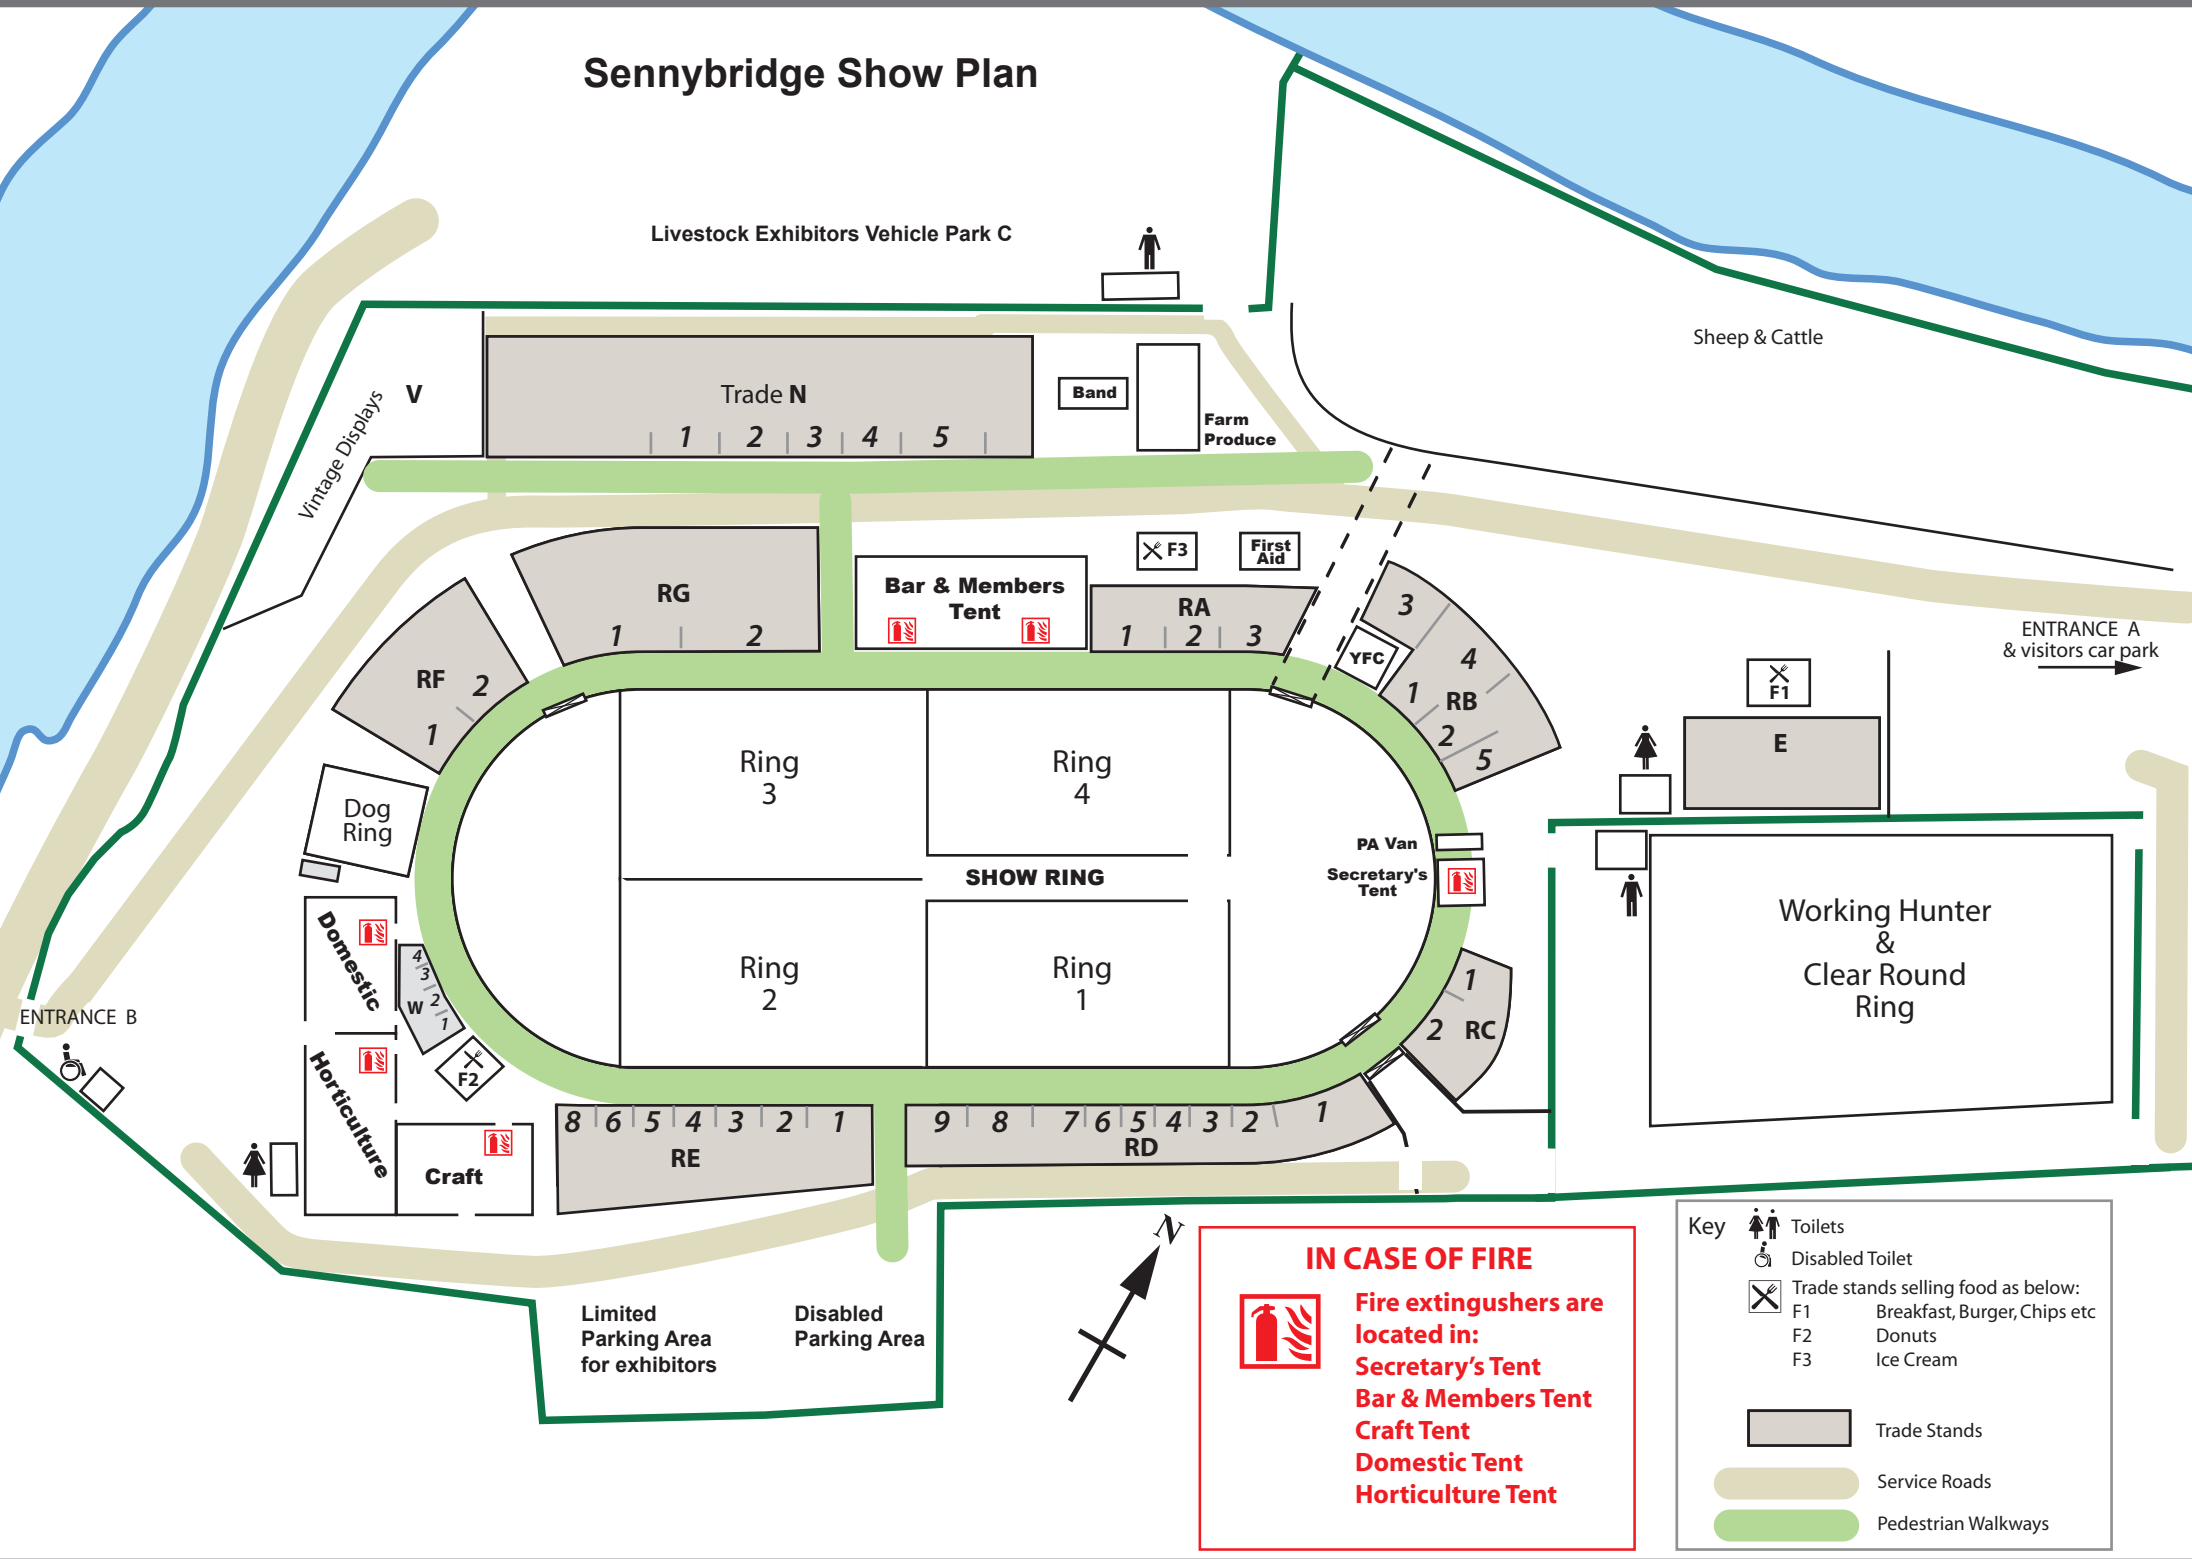 Sennybridge Show Plan
Livestock Exhibitors Vehicle Park C
Sheep & Cattle
Vintage Displays
V
Trade N
1 2 3 4 5
Band
Farm
Produce
F3
First
Aid
RG
1 2
Bar & Members
Tent
RA
1 2 3
YFC
3
4
1
RB
2
5
ENTRANCE A
& visitors car park
F1
E
RF
2
1
Dog
Ring
Ring
3
Ring
4
SHOW RING
Ring
2
Ring
1
PA Van
Secretary's
Tent
Working Hunter
&
Clear Round
Ring
Domestic
4
3
2
1
W
F2
ENTRANCE B
Horticulture
Craft
1
2
RC
8 6 5 4 3 2 1
RE
9 8 7 6 5 4 3 2 1
RD
Limited
Parking Area
for exhibitors
Disabled
Parking Area
N
IN CASE OF FIRE
Fire extingushers are
located in:
Secretary’s Tent
Bar & Members Tent
Craft Tent
Domestic Tent
Horticulture Tent
Key
Toilets
Disabled Toilet
Trade stands selling food as below:
F1 Breakfast, Burger, Chips etc
F2 Donuts
F3 Ice Cream
Trade Stands
Service Roads
Pedestrian Walkways